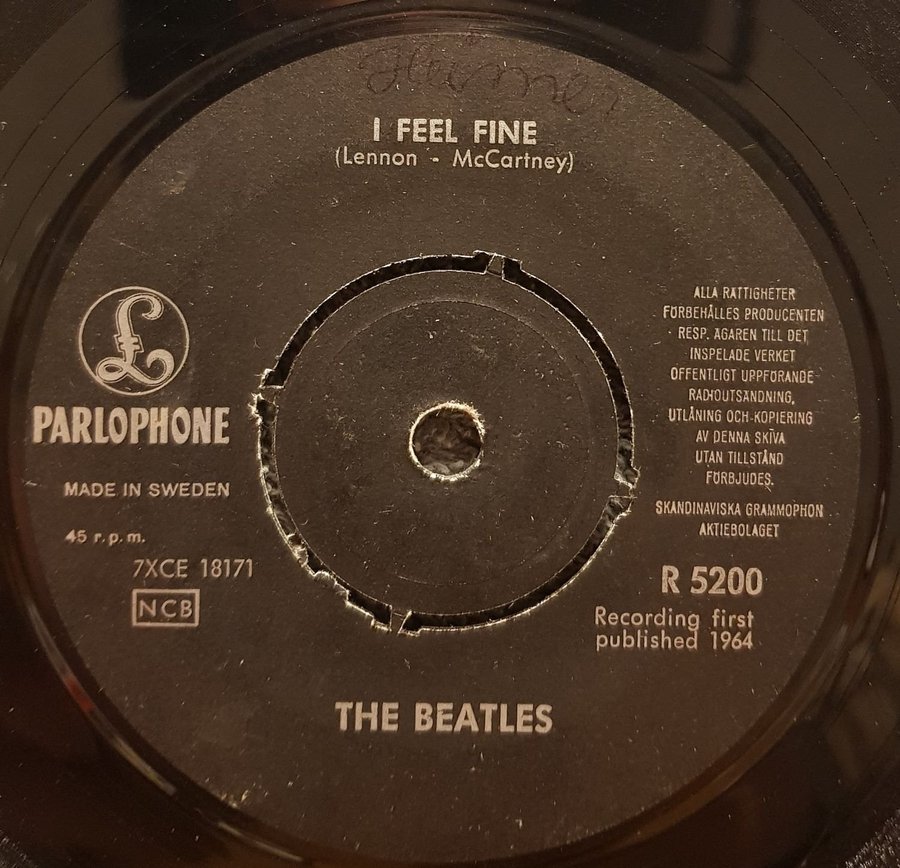 I FEEL FINE
(Lennon - McCartney)
£
PARLOPHONE
MADE IN SWEDEN
45 r.p.m.
7XCE 18171
NCB
ALLA RÄTTIGHETER
FÖRBEHÅLLES PRODUCENTEN
RESP. ÄGAREN TILL DET
INSPELADE VERKET
OFFENTLIGT UPPFÖRANDE
RADIOUTSÄNDNING,
UTLÅNING OCH KOPIERING
AV DENNA SKIVA
UTAN TILLSTÅND
FÖRBJUDES.
SKANDINAVISKA GRAMMOPHON
AKTIEBOLAGET
R 5200
Recording first
published 1964
THE BEATLES